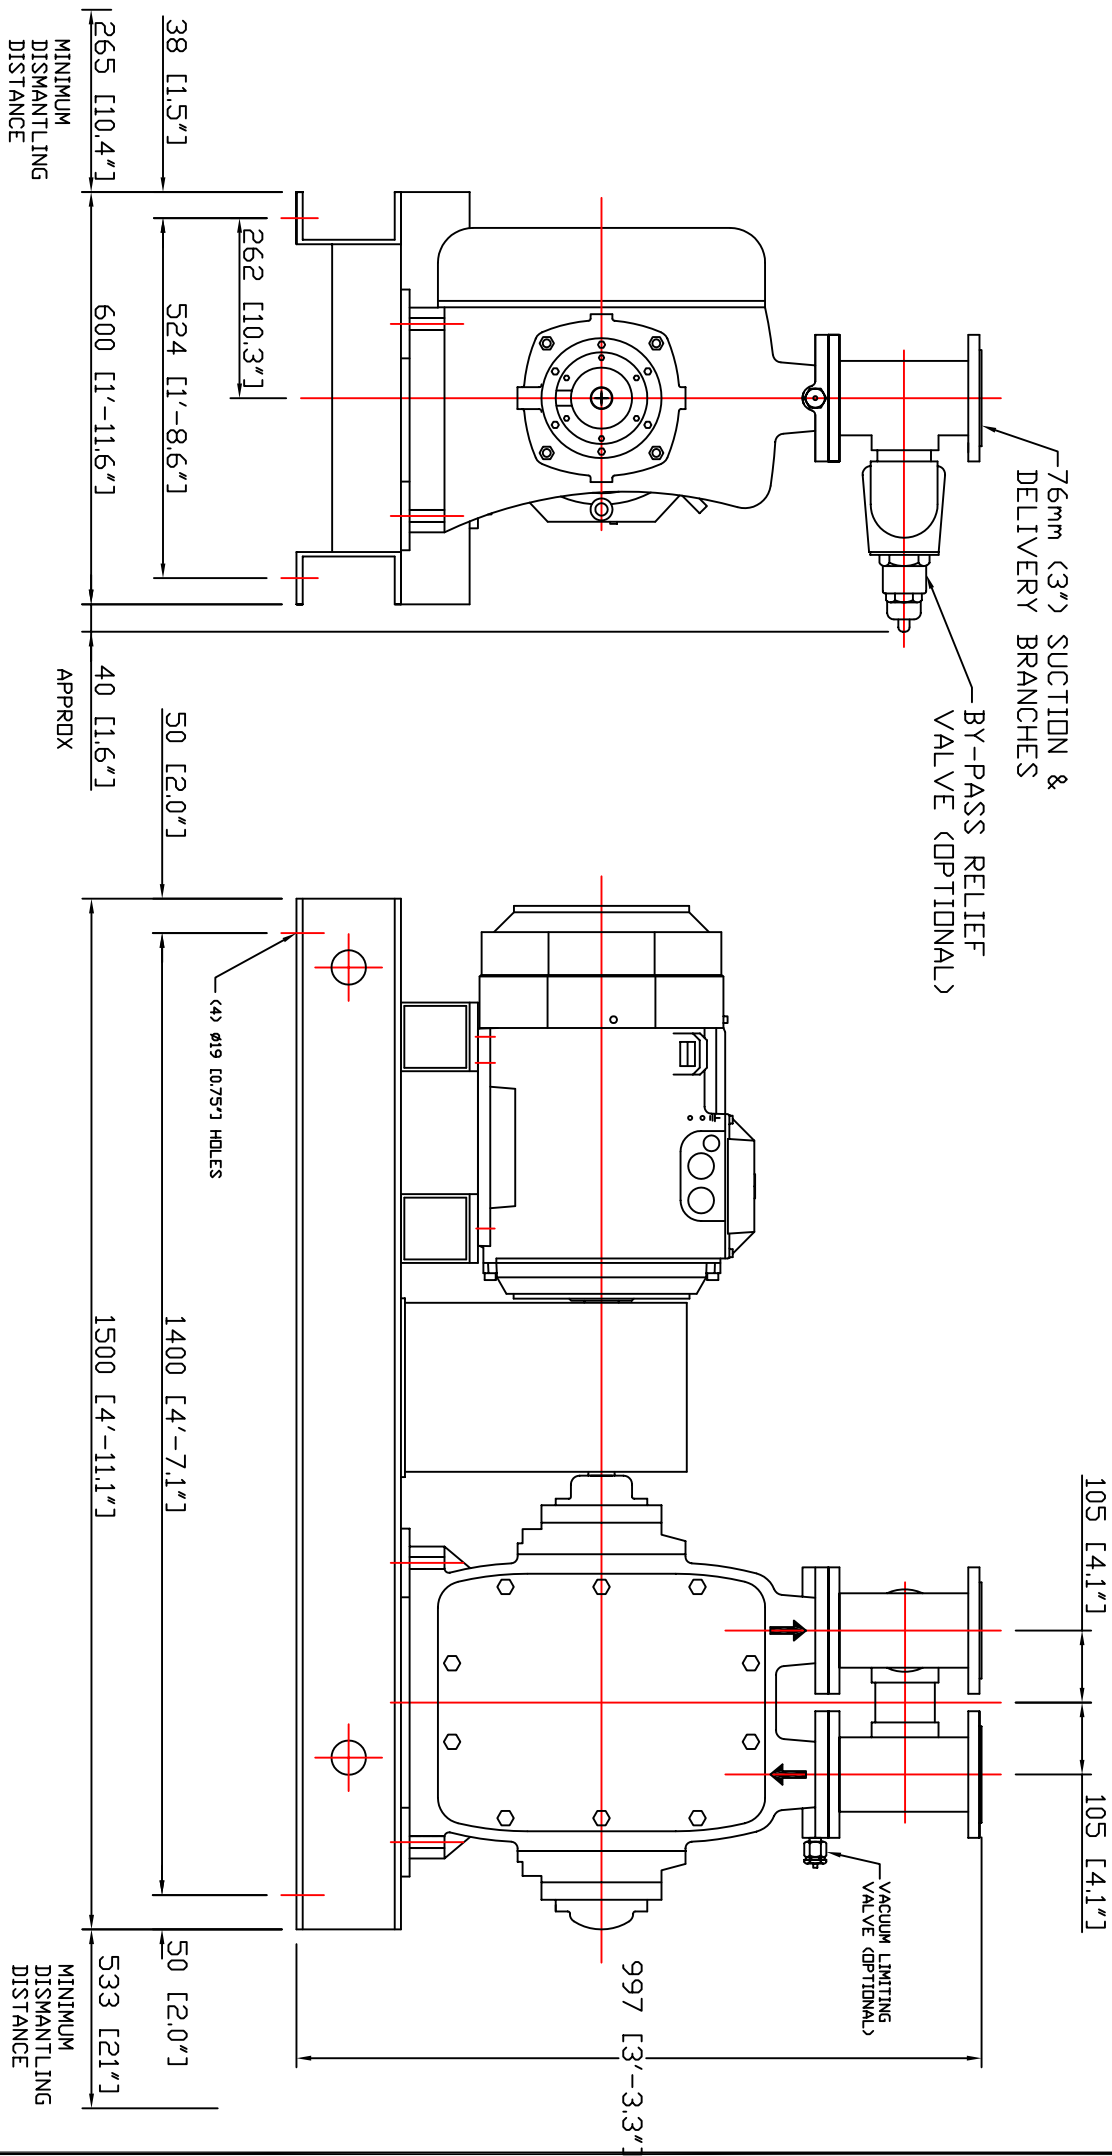 76mm (3") SUCTION &
DELIVERY BRANCHES
BY-PASS RELIEF
VALVE (OPTIONAL)
262 [10.3"]
38 [1.5"]
524 [1'-8.6"]
265 [10.4"]
600 [1'-11.6"]
40 [1.6"]
APPROX
MINIMUM
DISMANTLING
DISTANCE
105 [4.1"]
105 [4.1"]
VACUUM LIMITING
VALVE (OPTIONAL)
997 [3'-3.3"]
(4) ø19 [0.75"] HOLES
50 [2.0"]
1400 [4'-7.1"]
50 [2.0"]
1500 [4'-11.1"]
533 [21"]
MINIMUM
DISMANTLING
DISTANCE